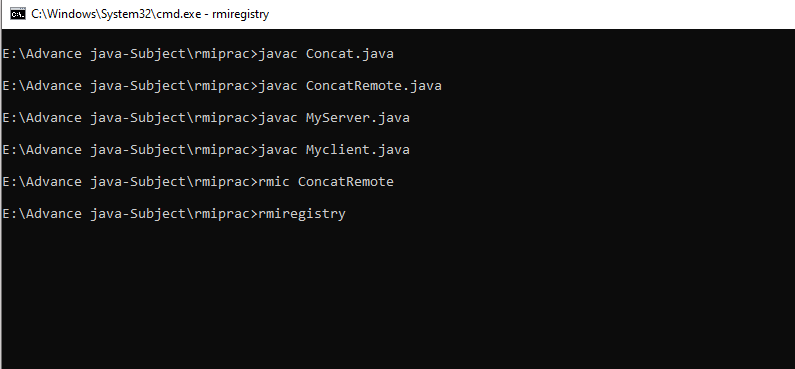 C:\Windows\System32\cmd.exe - rmiregistry
E:\Advance java-Subject\rmiprac>javac Concat.java
E:\Advance java-Subject\rmiprac>javac ConcatRemote.java
E:\Advance java-Subject\rmiprac>javac MyServer.java
E:\Advance java-Subject\rmiprac>javac Myclient.java
E:\Advance java-Subject\rmiprac>rmic ConcatRemote
E:\Advance java-Subject\rmiprac>rmiregistry